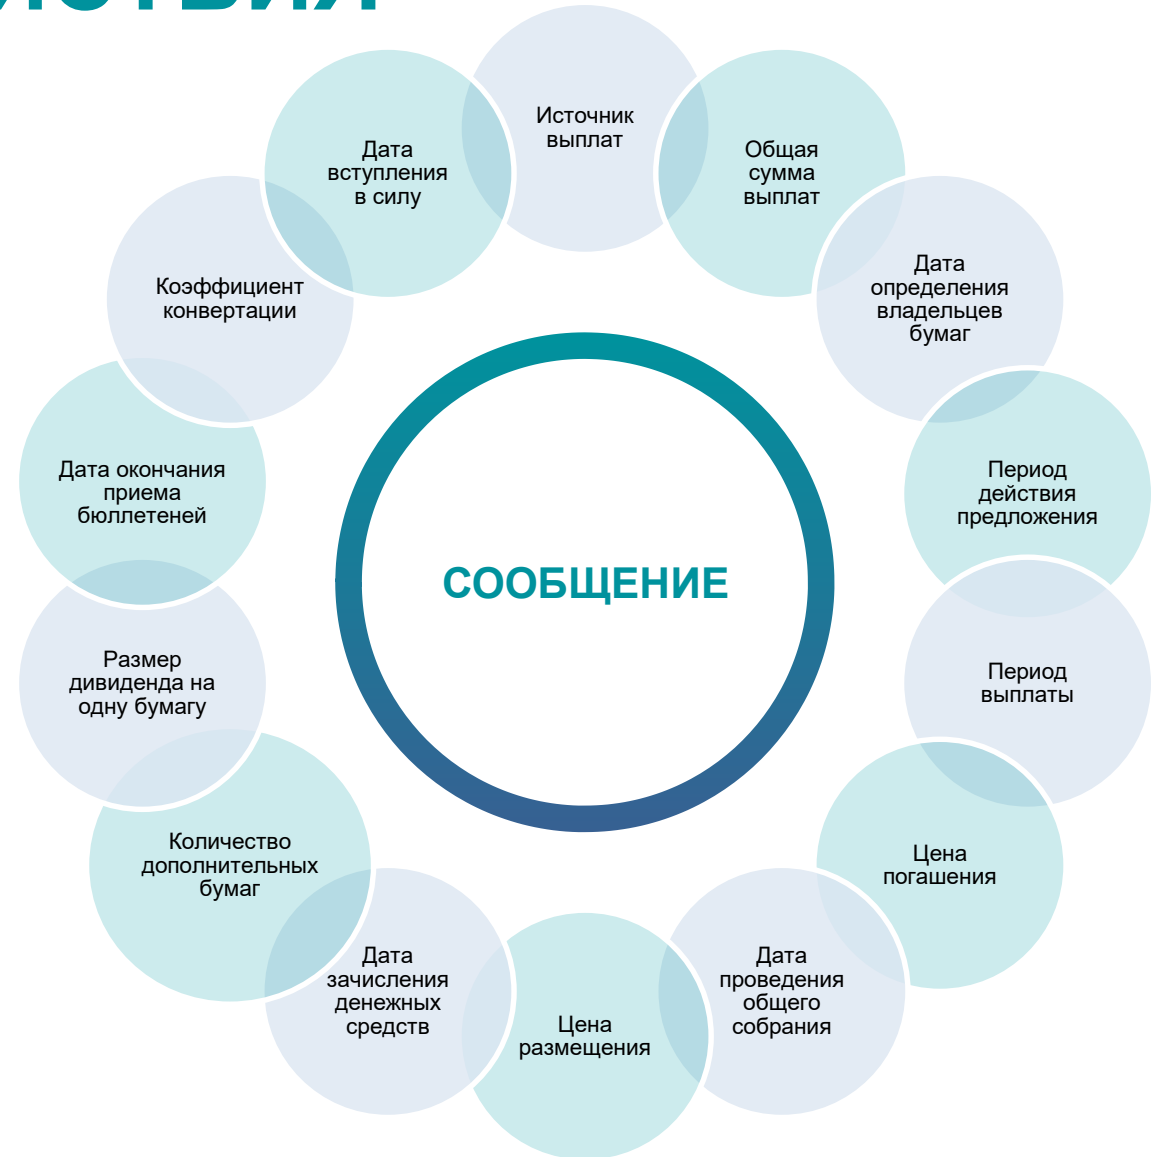 Источник
выплат
Общая
сумма
выплат
Дата
определения
владельцев
бумаг
Период
действия
предложения
Период
выплаты
Цена
погашения
Дата
проведения
общего
собрания
Цена
размещения
Дата
зачисления
денежных
средств
Количество
дополнительных
бумаг
Размер
дивиденда на
одну бумагу
Дата окончания
приема
бюллетеней
Коэффициент
конвертации
Дата
вступления
в силу
СООБЩЕНИЕ